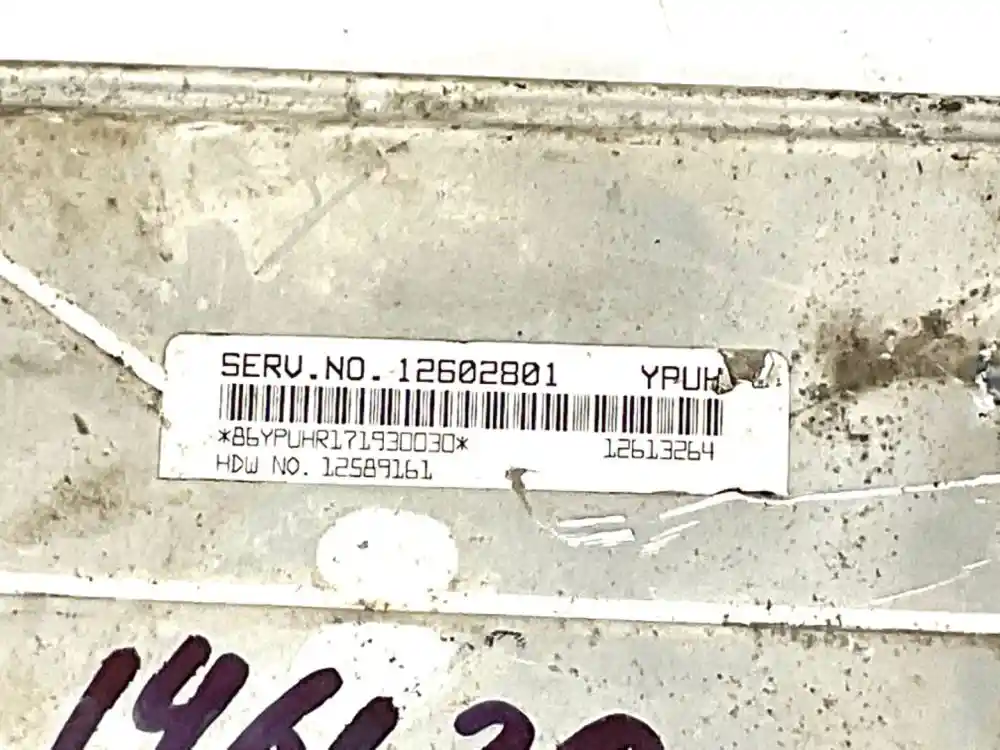 SERV.NO. 12602801 YPUH
*86YPUHR171930030* 12613264
HDW NO. 12589161